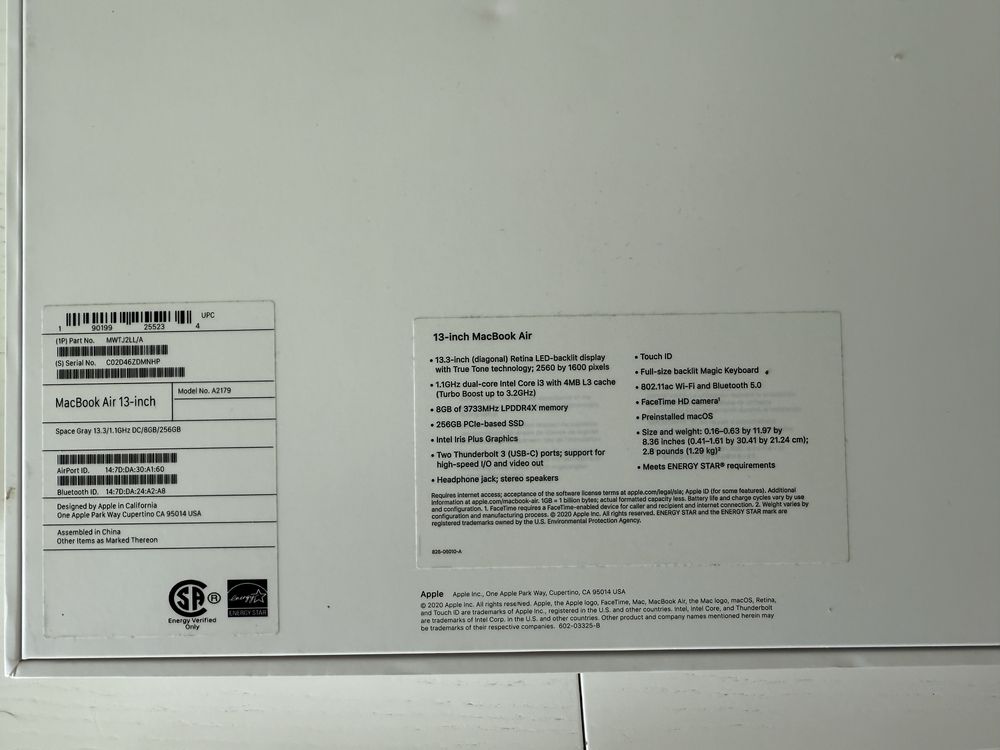 UPC
1 90199 25523 4
(1P) Part No. MWTJ2LL/A
(S) Serial No. C02D46ZDMNHP
MacBook Air 13-inch
Model No. A2179
Space Gray 13.3/1.1GHz DC/8GB/256GB
AirPort ID. 14:7D:DA:30:A1:60
Bluetooth ID. 14:7D:DA:24:A2:A8
Designed by Apple in California
One Apple Park Way Cupertino CA 95014 USA
Assembled in China
Other Items as Marked Thereon
SA ®
Energy Verified
Only
energy
ENERGY STAR
13-inch MacBook Air
• 13.3-inch (diagonal) Retina LED-backlit display
with True Tone technology; 2560 by 1600 pixels
• 1.1GHz dual-core Intel Core i3 with 4MB L3 cache
(Turbo Boost up to 3.2GHz)
• 8GB of 3733MHz LPDDR4X memory
• 256GB PCIe-based SSD
• Intel Iris Plus Graphics
• Two Thunderbolt 3 (USB-C) ports; support for
high-speed I/O and video out
• Headphone jack; stereo speakers
• Touch ID
• Full-size backlit Magic Keyboard
• 802.11ac Wi-Fi and Bluetooth 5.0
• FaceTime HD camera¹
• Preinstalled macOS
• Size and weight: 0.16–0.63 by 11.97 by
8.36 inches (0.41–1.61 by 30.41 by 21.24 cm);
2.8 pounds (1.29 kg)²
• Meets ENERGY STAR® requirements
Requires internet access; acceptance of the software license terms at apple.com/legal/sla; Apple ID (for some features). Additional
information at apple.com/macbook-air. 1GB = 1 billion bytes; actual formatted capacity less. Battery life and charge cycles vary by use
and configuration. 1. FaceTime requires a FaceTime-enabled device for caller and recipient and internet connection. 2. Weight varies by
configuration and manufacturing process. © 2020 Apple Inc. All rights reserved. ENERGY STAR and the ENERGY STAR mark are
registered trademarks owned by the U.S. Environmental Protection Agency.
826-06010-A
Apple Apple Inc., One Apple Park Way, Cupertino, CA 95014 USA
© 2020 Apple Inc. All rights reserved. Apple, the Apple logo, FaceTime, Mac, MacBook Air, the Mac logo, macOS, Retina,
and Touch ID are trademarks of Apple Inc., registered in the U.S. and other countries. Intel, Intel Core, and Thunderbolt
are trademarks of Intel Corp. in the U.S. and other countries. Other product and company names mentioned herein may
be trademarks of their respective companies. 602-03325-B